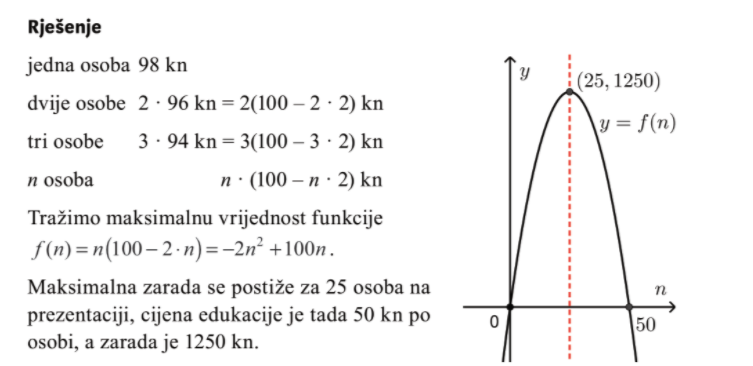 Rješenje
jedna osoba 98 kn
dvije osobe 2 · 96 kn = 2(100 – 2 · 2) kn
tri osobe 3 · 94 kn = 3(100 – 3 · 2) kn
n osoba n · (100 – n · 2) kn
Tražimo maksimalnu vrijednost funkcije
f(n) = n(100 – 2 · n) = –2n² + 100n.
Maksimalna zarada se postiže za 25 osoba na
prezentaciji, cijena edukacije je tada 50 kn po
osobi, a zarada je 1250 kn.
y
(25, 1250)
y = f(n)
n
0
50